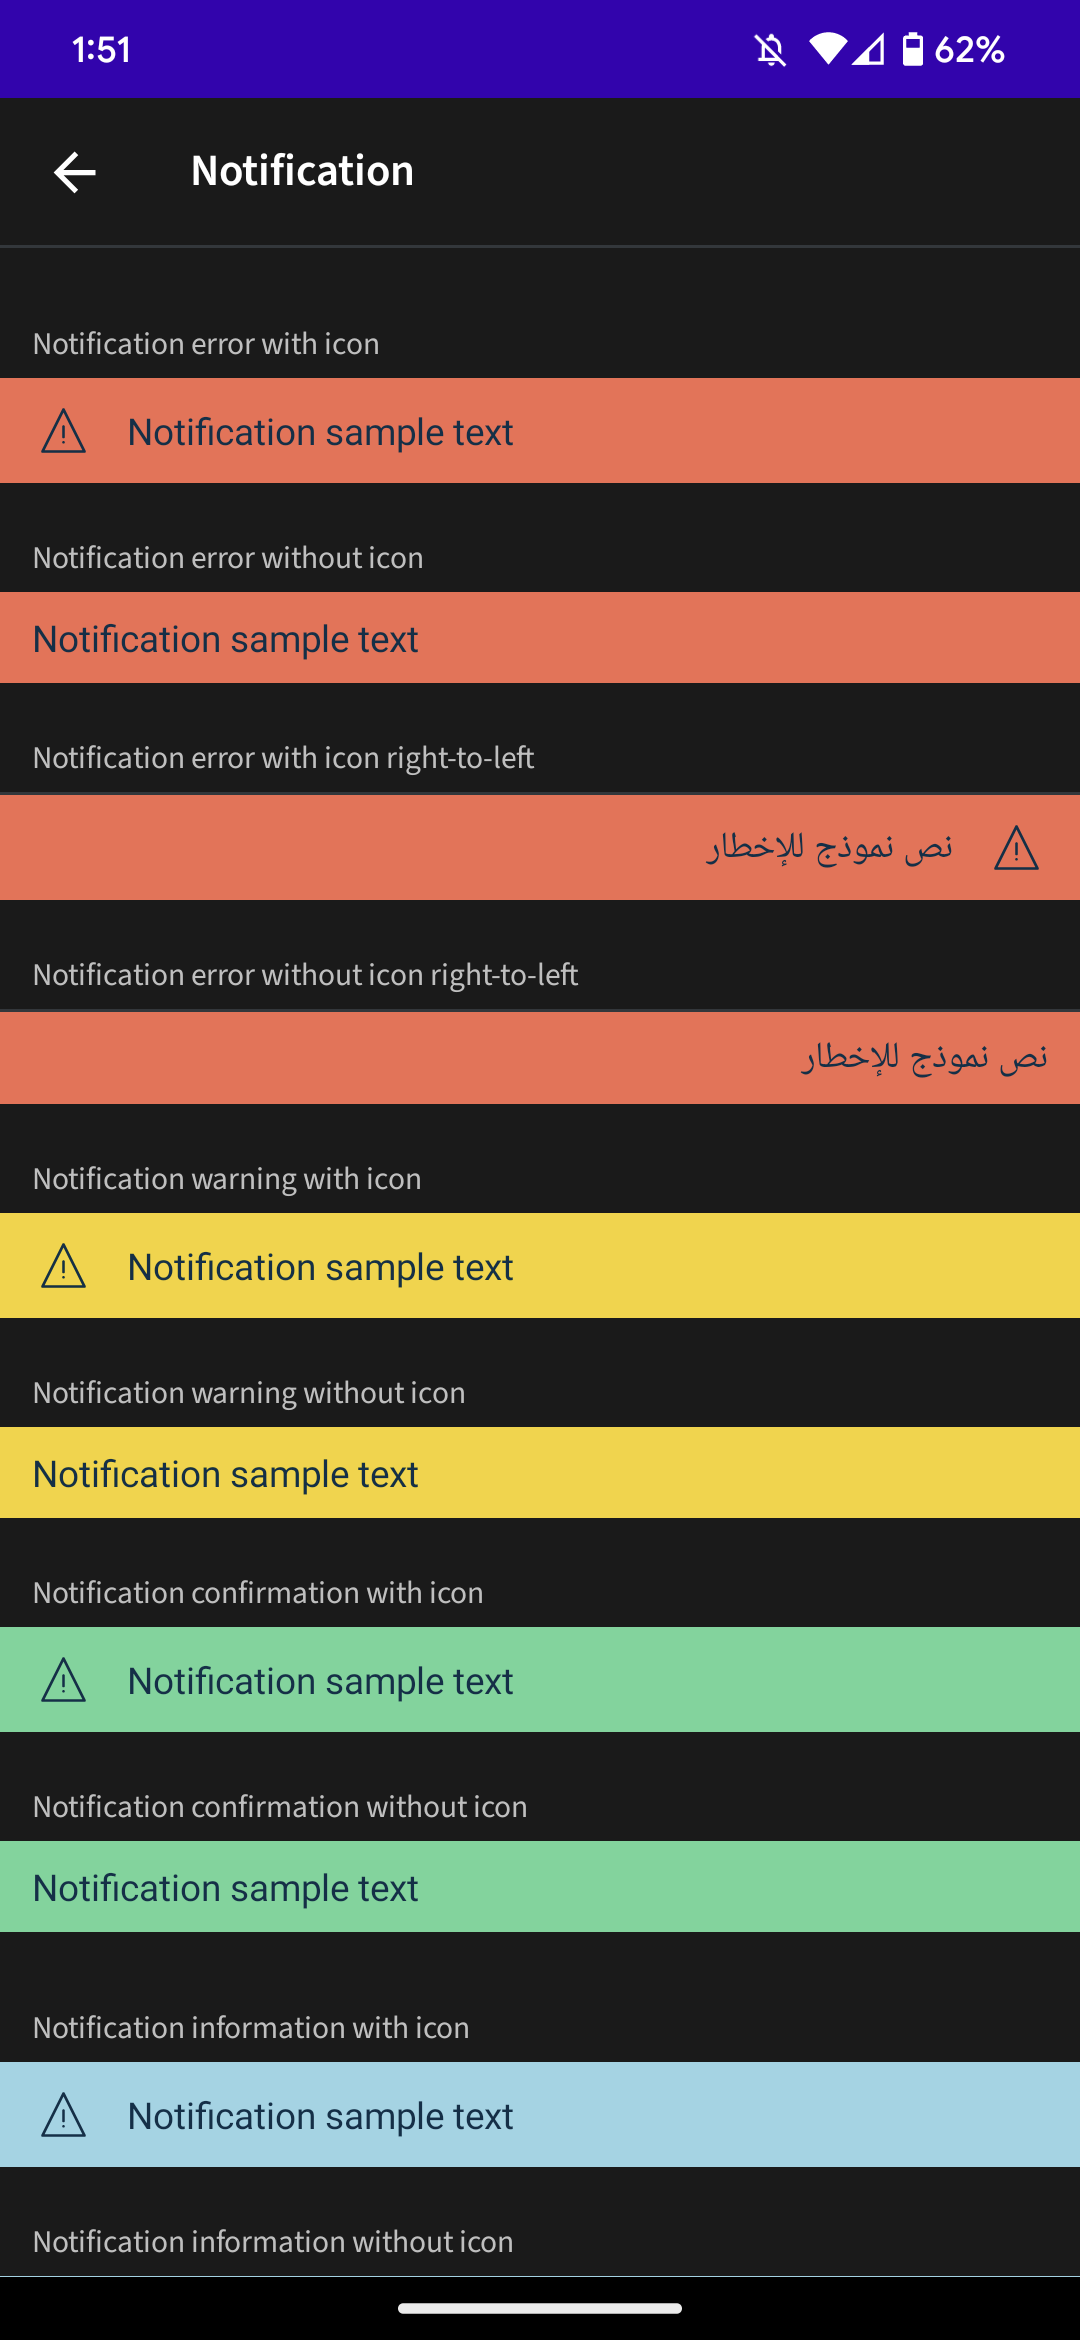 1:51
62%
Notification
Notification error with icon
Notification sample text
Notification error without icon
Notification sample text
Notification error with icon right-to-left
نص نموذج للإخطار
Notification error without icon right-to-left
نص نموذج للإخطار
Notification warning with icon
Notification sample text
Notification warning without icon
Notification sample text
Notification confirmation with icon
Notification sample text
Notification confirmation without icon
Notification sample text
Notification information with icon
Notification sample text
Notification information without icon